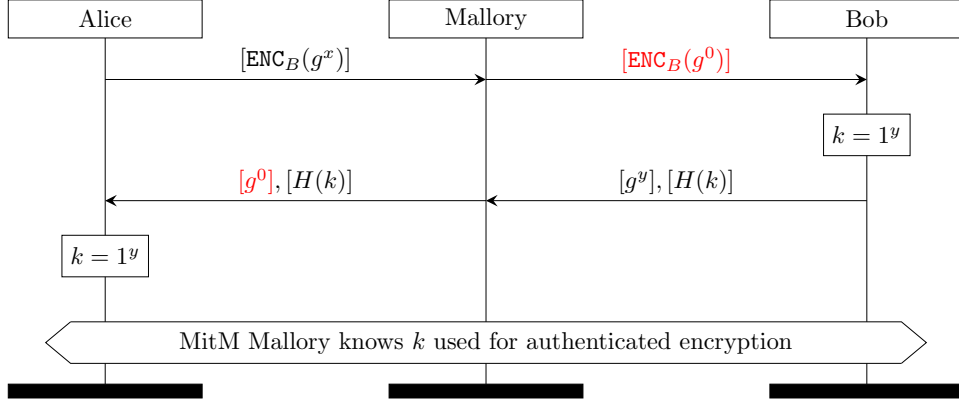 Alice Mallory Bob
[ENC_B(g^x)] [ENC_B(g^0)]
k = 1^y
[g^0], [H(k)] [g^y], [H(k)]
k = 1^y
MitM Mallory knows k used for authenticated encryption